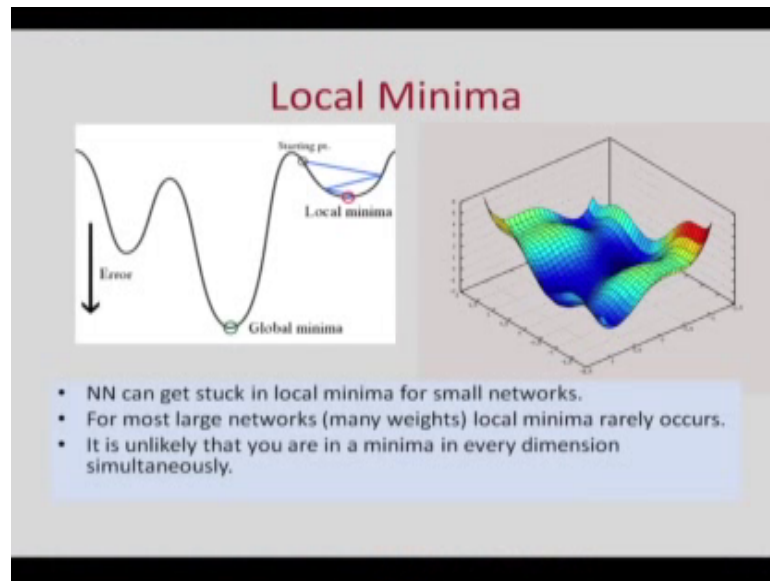 Local Minima
Starting pt.
Local minima
Error
Global minima
• NN can get stuck in local minima for small networks.
• For most large networks (many weights) local minima rarely occurs.
• It is unlikely that you are in a minima in every dimension
simultaneously.